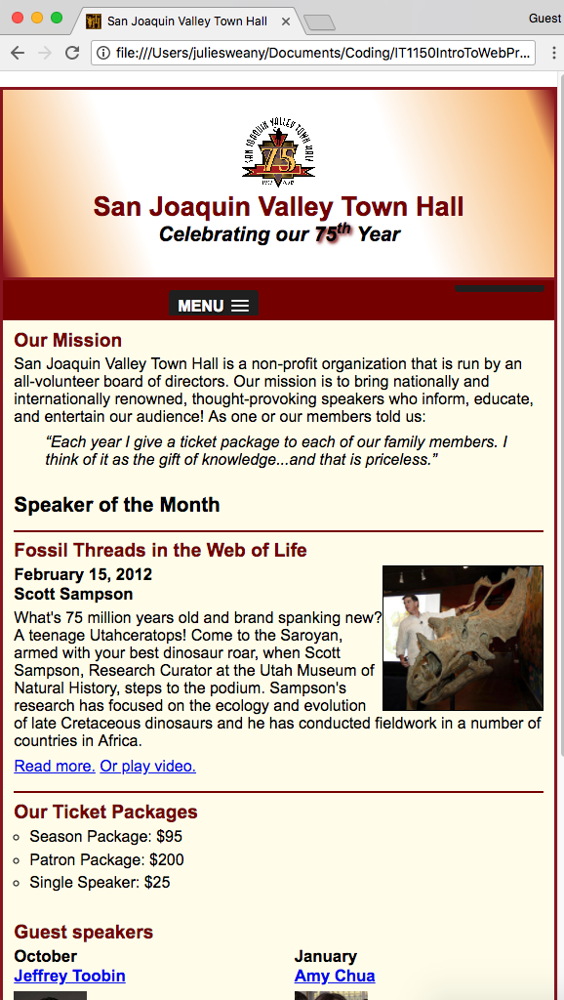 San Joaquin Valley Town Hall
Guest
file:///Users/juliesweany/Documents/Coding/IT1150IntroToWebPr...
SAN JOAQUIN VALLEY TOWN HALL
75
San Joaquin Valley Town Hall
Celebrating our 75th Year
MENU
Our Mission
San Joaquin Valley Town Hall is a non-profit organization that is run by an
all-volunteer board of directors. Our mission is to bring nationally and
internationally renowned, thought-provoking speakers who inform, educate,
and entertain our audience! As one or our members told us:
“Each year I give a ticket package to each of our family members. I
think of it as the gift of knowledge...and that is priceless.”
Speaker of the Month
Fossil Threads in the Web of Life
February 15, 2012
Scott Sampson
What's 75 million years old and brand spanking new?
A teenage Utahceratops! Come to the Saroyan,
armed with your best dinosaur roar, when Scott
Sampson, Research Curator at the Utah Museum of
Natural History, steps to the podium. Sampson's
research has focused on the ecology and evolution
of late Cretaceous dinosaurs and he has conducted fieldwork in a number of
countries in Africa.
Read more. Or play video.
Our Ticket Packages
Season Package: $95
Patron Package: $200
Single Speaker: $25
Guest speakers
October
Jeffrey Toobin
January
Amy Chua